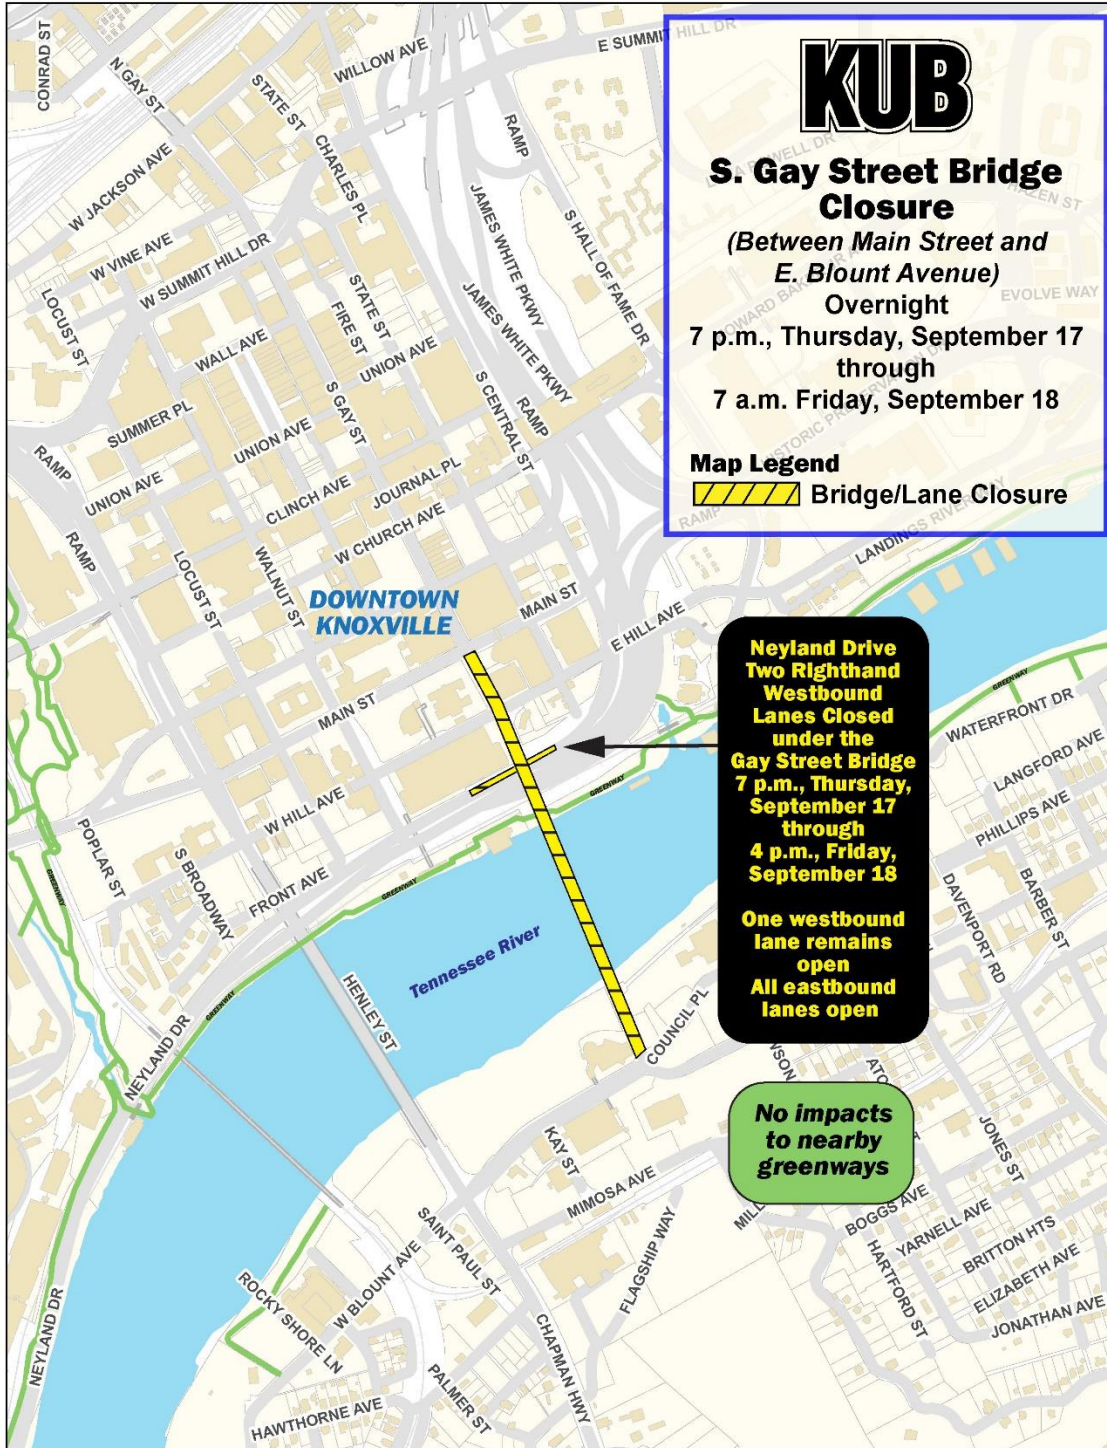 KUB
S. Gay Street Bridge
Closure
(Between Main Street and
E. Blount Avenue)
Overnight
7 p.m., Thursday, September 17
through
7 a.m. Friday, September 18
Map Legend
Bridge/Lane Closure
CONRAD ST
N GAY ST
STATE ST
WILLOW AVE
E SUMMIT HILL DR
RAMP
CHARLES PL
W JACKSON AVE
JAMES WHITE PKWY
S HALL OF FAME DR
HAZEN ST
W VINE AVE
W SUMMIT HILL DR
LOCUST ST
STATE ST
FIRE ST
JAMES WHITE PKWY
EVOLVE WAY
WALL AVE
UNION AVE
S GAY ST
S CENTRAL ST
RAMP
SUMMER PL
UNION AVE
JOURNAL PL
RAMP
UNION AVE
CLINCH AVE
W CHURCH AVE
RAMP
RAMP
LOCUST ST
WALNUT ST
DOWNTOWN
KNOXVILLE
MAIN ST
E HILL AVE
MAIN ST
Neyland Drive
Two Righthand
Westbound
Lanes Closed
under the
Gay Street Bridge
7 p.m., Thursday,
September 17
through
4 p.m., Friday,
September 18
One westbound
lane remains
open
All eastbound
lanes open
GREENWAY
WATERFRONT DR
LANGFORD AVE
PHILLIPS AVE
BARBER ST
DAVENPORT RD
W HILL AVE
GREENWAY
POPLAR ST
S BROADWAY
FRONT AVE
GREENWAY
Tennessee River
HENLEY ST
GREENWAY
NEYLAND DR
COUNCIL PL
No impacts
to nearby
greenways
KAY ST
MIMOSA AVE
JONES ST
BOGGS AVE
YARNELL AVE
BRITTON HTS
ELIZABETH AVE
JONATHAN AVE
HARTFORD ST
FLAGSHIP WAY
SAINT PAUL ST
W BLOUNT AVE
ROCKY SHORE LN
NEYLAND DR
CHAPMAN HWY
PALMER ST
HAWTHORNE AVE